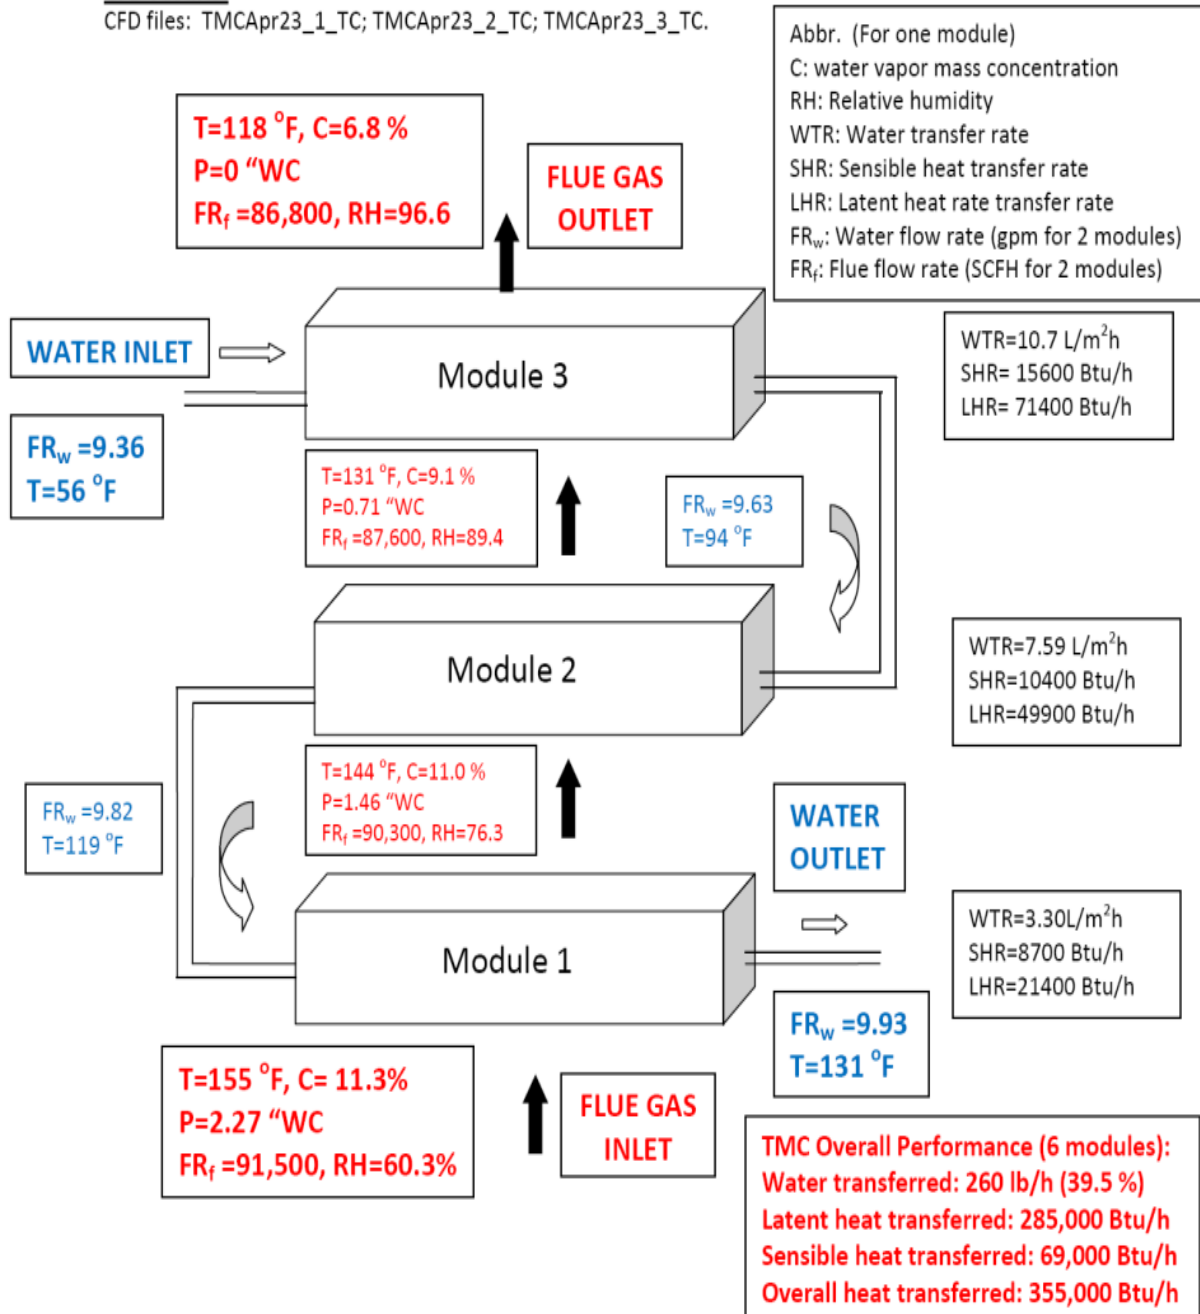 CFD files: TMCApr23_1_TC; TMCApr23_2_TC; TMCApr23_3_TC.
Abbr. (For one module)
C: water vapor mass concentration
RH: Relative humidity
WTR: Water transfer rate
SHR: Sensible heat transfer rate
LHR: Latent heat rate transfer rate
FRw: Water flow rate (gpm for 2 modules)
FRf: Flue flow rate (SCFH for 2 modules)
T=118 °F, C=6.8 %
P=0 “WC
FRf =86,800, RH=96.6
FLUE GAS
OUTLET
WATER INLET
Module 3
WTR=10.7 L/m²h
SHR= 15600 Btu/h
LHR= 71400 Btu/h
FRw =9.36
T=56 °F
T=131 °F, C=9.1 %
P=0.71 “WC
FRf =87,600, RH=89.4
FRw =9.63
T=94 °F
Module 2
WTR=7.59 L/m²h
SHR=10400 Btu/h
LHR=49900 Btu/h
T=144 °F, C=11.0 %
P=1.46 “WC
FRf =90,300, RH=76.3
FRw =9.82
T=119 °F
WATER
OUTLET
Module 1
WTR=3.30L/m²h
SHR=8700 Btu/h
LHR=21400 Btu/h
FRw =9.93
T=131 °F
T=155 °F, C= 11.3%
P=2.27 “WC
FRf =91,500, RH=60.3%
FLUE GAS
INLET
TMC Overall Performance (6 modules):
Water transferred: 260 lb/h (39.5 %)
Latent heat transferred: 285,000 Btu/h
Sensible heat transferred: 69,000 Btu/h
Overall heat transferred: 355,000 Btu/h